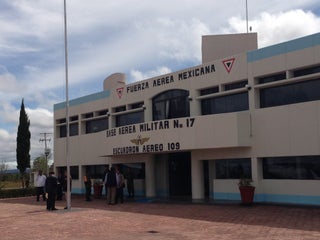 FUERZA AEREA MEXICANA
BASE AEREA MILITAR No 17
ESCUADRON AEREO 109